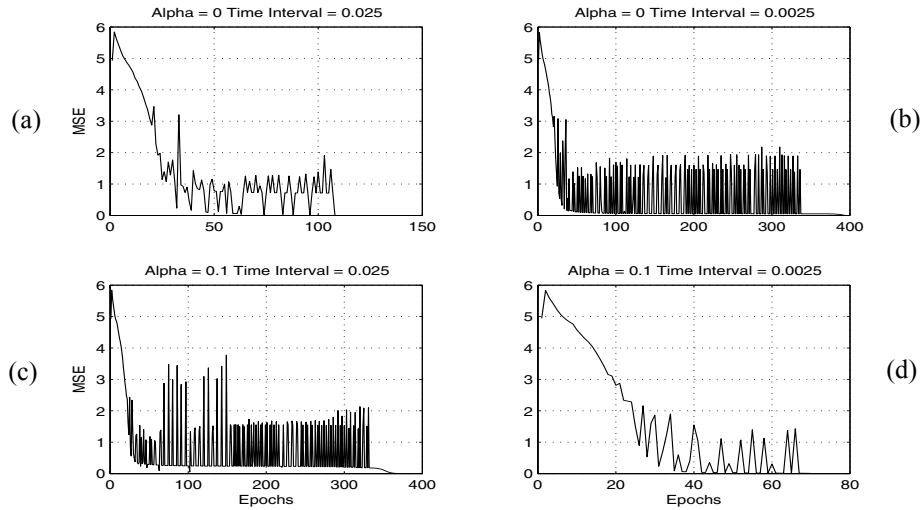 Alpha = 0 Time Interval = 0.025
Alpha = 0 Time Interval = 0.0025
(a)
(b)
MSE
6
5
4
3
2
1
0
0 50 100 150
6
5
4
3
2
1
0
0 100 200 300 400
Alpha = 0.1 Time Interval = 0.025
Alpha = 0.1 Time Interval = 0.0025
(c)
(d)
MSE
6
5
4
3
2
1
0
0 100 200 300 400
Epochs
6
5
4
3
2
1
0
0 20 40 60 80
Epochs